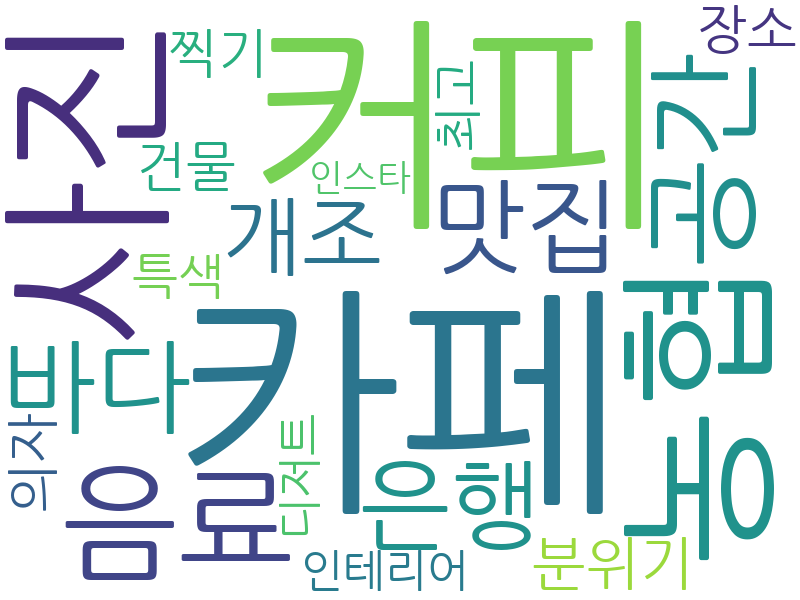 장소
찍기
커피
사진
최고
공간
건물
인스타
맛집
개조
특색
농협
카페
바다
의자
디저트
음료
은행
인테리어
분위기